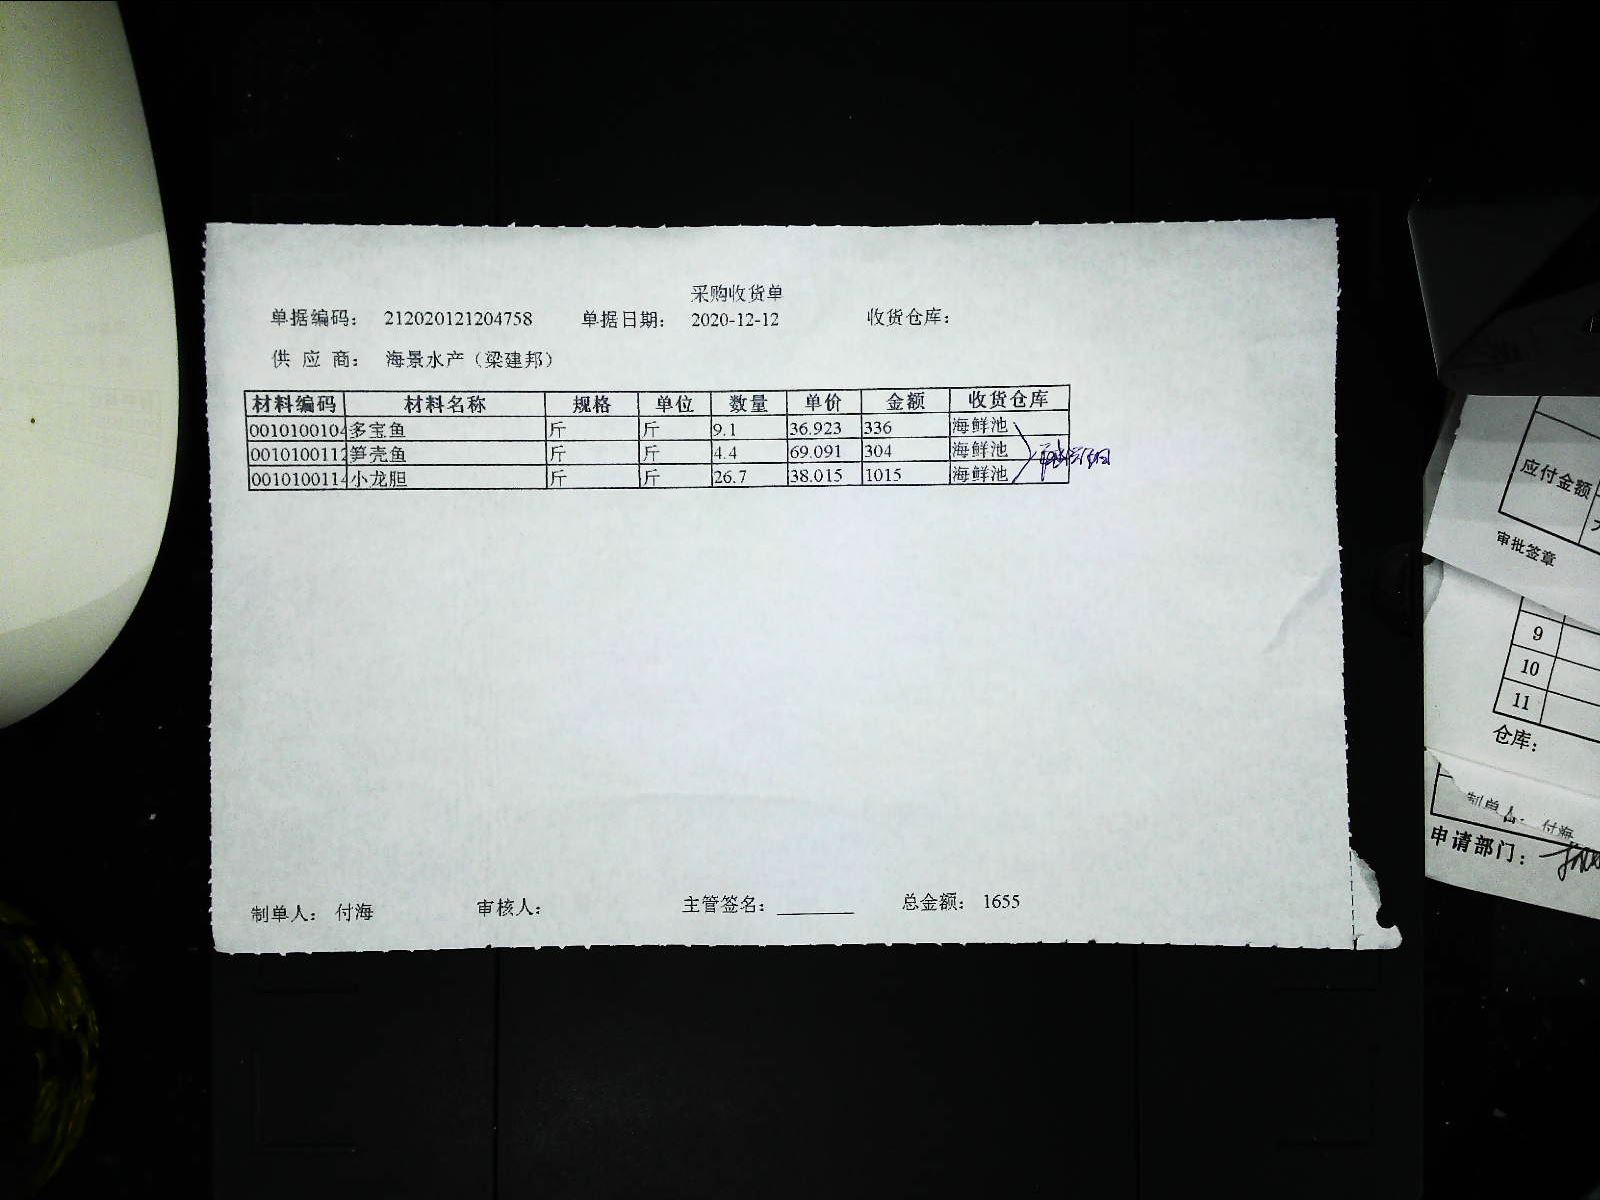 采购收货单
单据编码： 212020121204758 单据日期： 2020-12-12 收货仓库：
供 应 商： 海景水产（梁建邦）
材料编码 材料名称 规格 单位 数量 单价 金额 收货仓库
0010100104 多宝鱼 斤 斤 9.1 36.923 336 海鲜池
0010100112 笋壳鱼 斤 斤 4.4 69.091 304 海鲜池
0010100114 小龙胆 斤 斤 26.7 38.015 1015 海鲜池
制单人： 付海 审核人： 主管签名： 总金额： 1655
应付金额
审批签章
9
10
11
仓库：
制单人： 付海
申请部门：